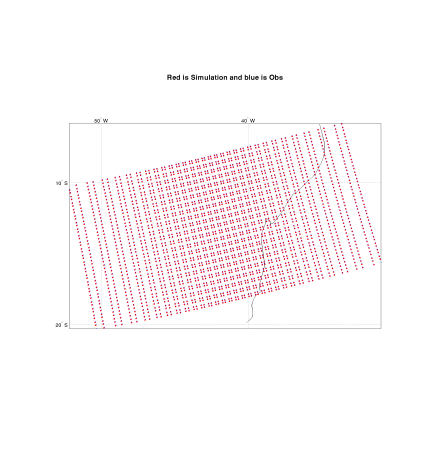 Red is Simulation and blue is Obs
50° W 40° W
10° S
20° S